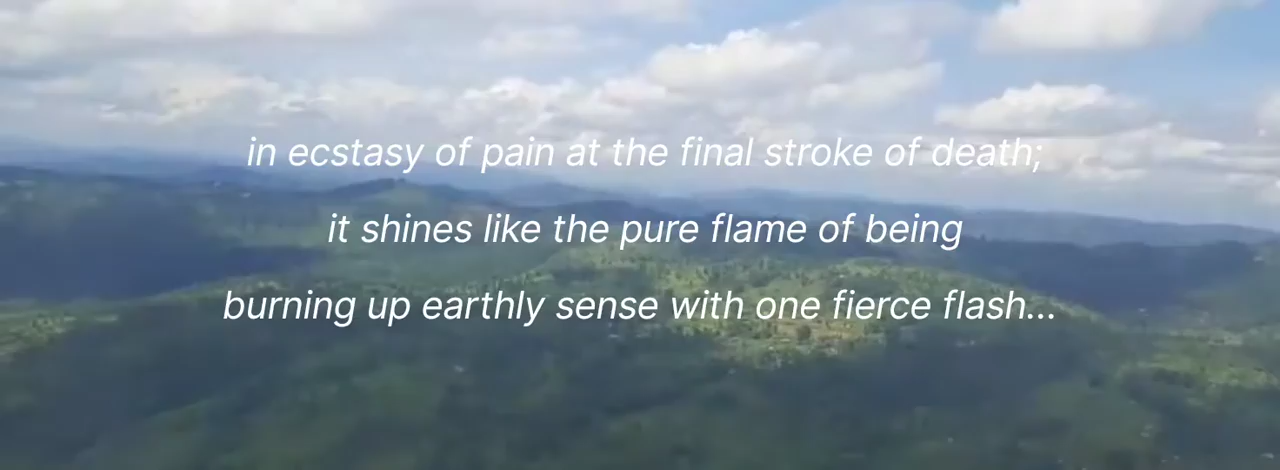 in ecstasy of pain at the final stroke of death;
it shines like the pure flame of being
burning up earthly sense with one fierce flash...